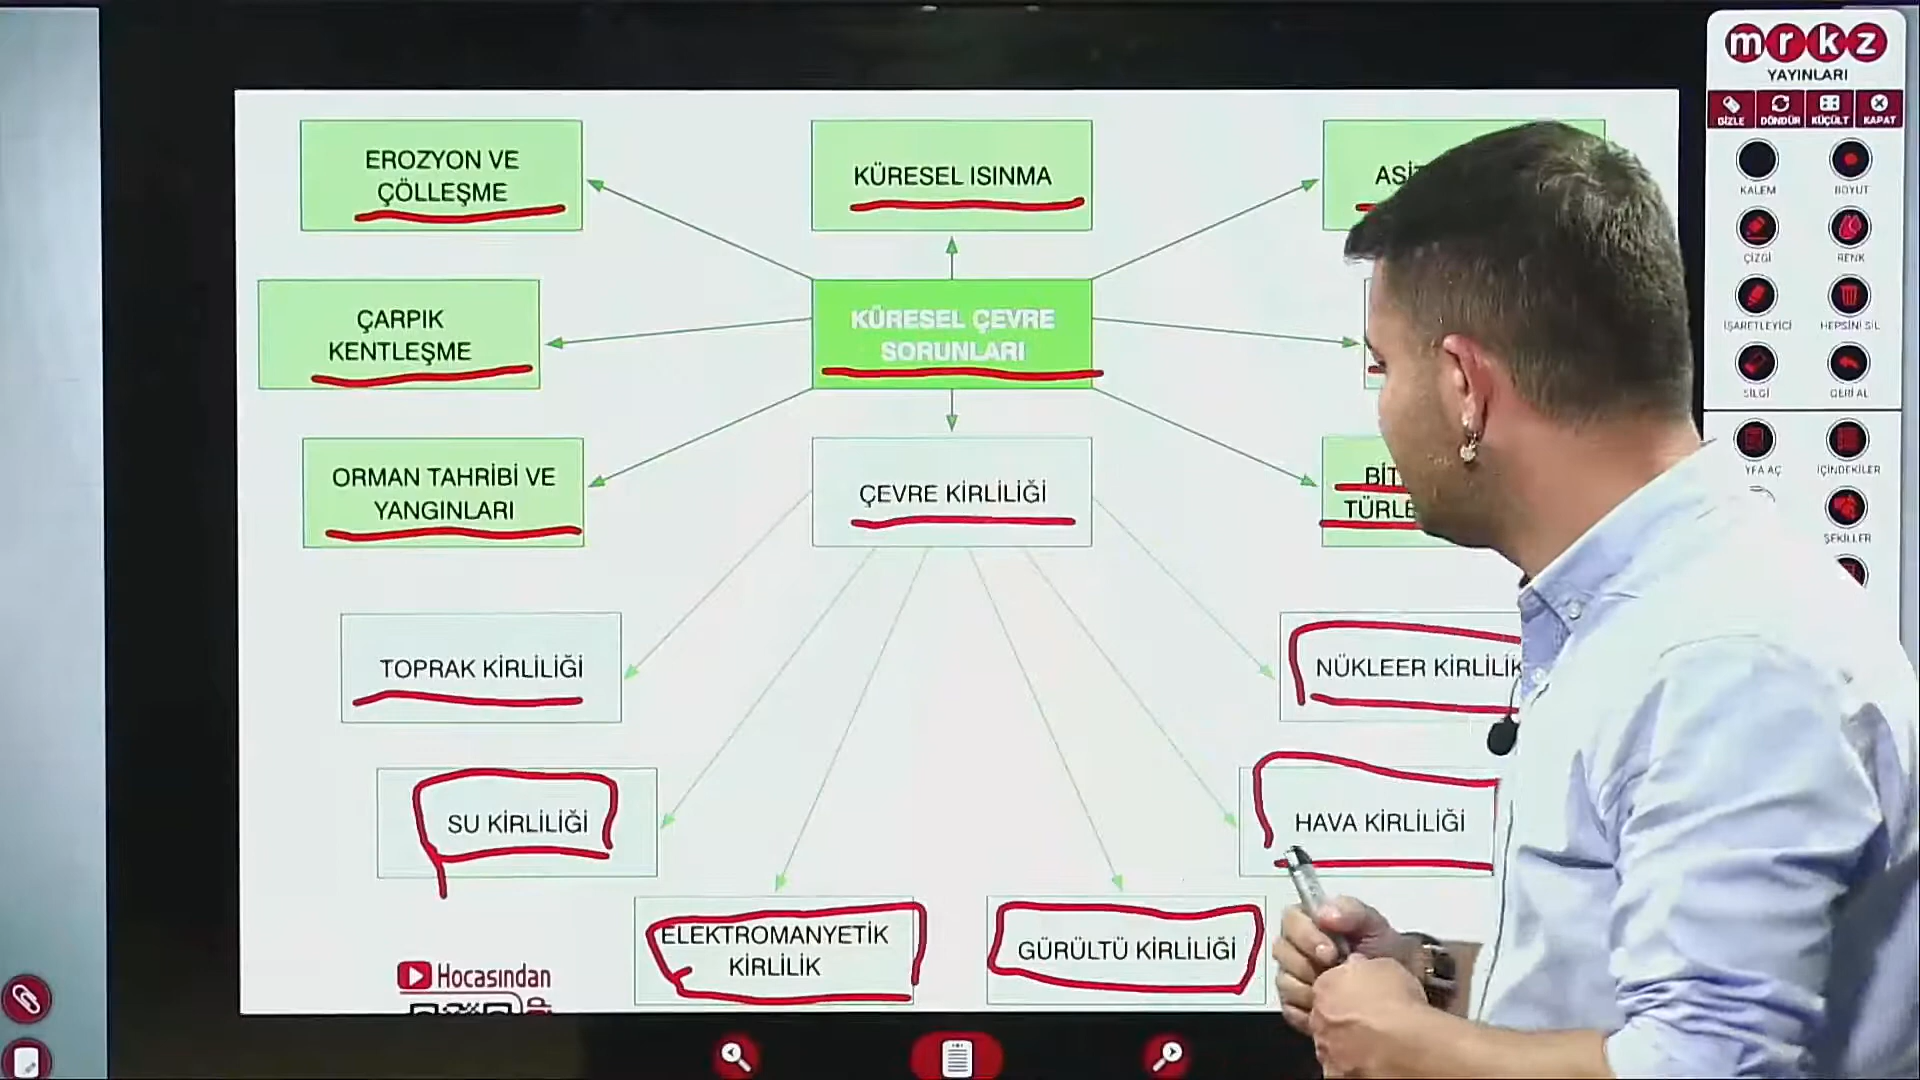 mrkz
YAYINLARI
GİZLE DÖNDÜR KÜÇÜLT KAPAT
KALEM BOYUT
ÇİZGİ RENK
İŞARETLEYİCİ HEPSİNİ SİL
SİLGİ GERİ AL
YFA AÇ İÇİNDEKİLER
ŞEKİLLER
EROZYON VE
ÇÖLLEŞME
KÜRESEL ISINMA
ÇARPIK
KENTLEŞME
KÜRESEL ÇEVRE
SORUNLARI
ORMAN TAHRİBİ VE
YANGINLARI
ÇEVRE KİRLİLİĞİ
BİT
TÜRLE
TOPRAK KİRLİLİĞİ
NÜKLEER KİRLİLİK
SU KİRLİLİĞİ
HAVA KİRLİLİĞİ
ELEKTROMANYETİK
KİRLİLİK
GÜRÜLTÜ KİRLİLİĞİ
Hocasından